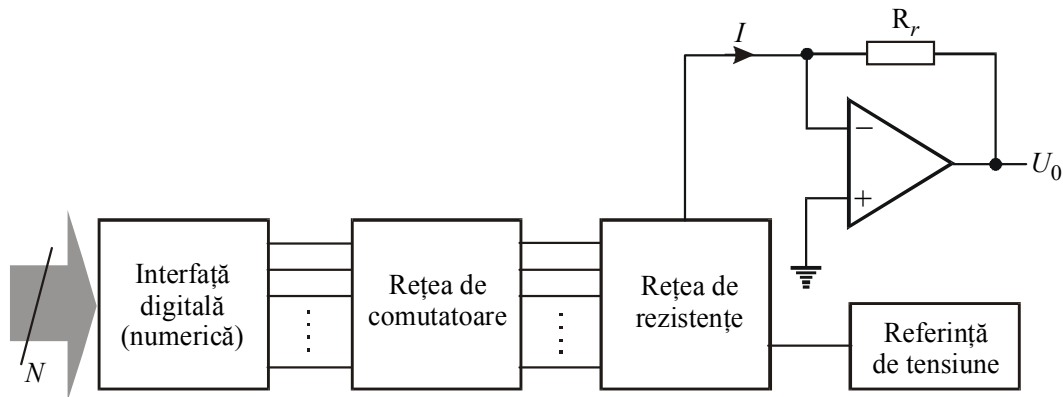 R_r
I
−
+
U_0
Interfață
digitală
(numerică)
Rețea de
comutatoare
Rețea de
rezistențe
Referință
de tensiune
N